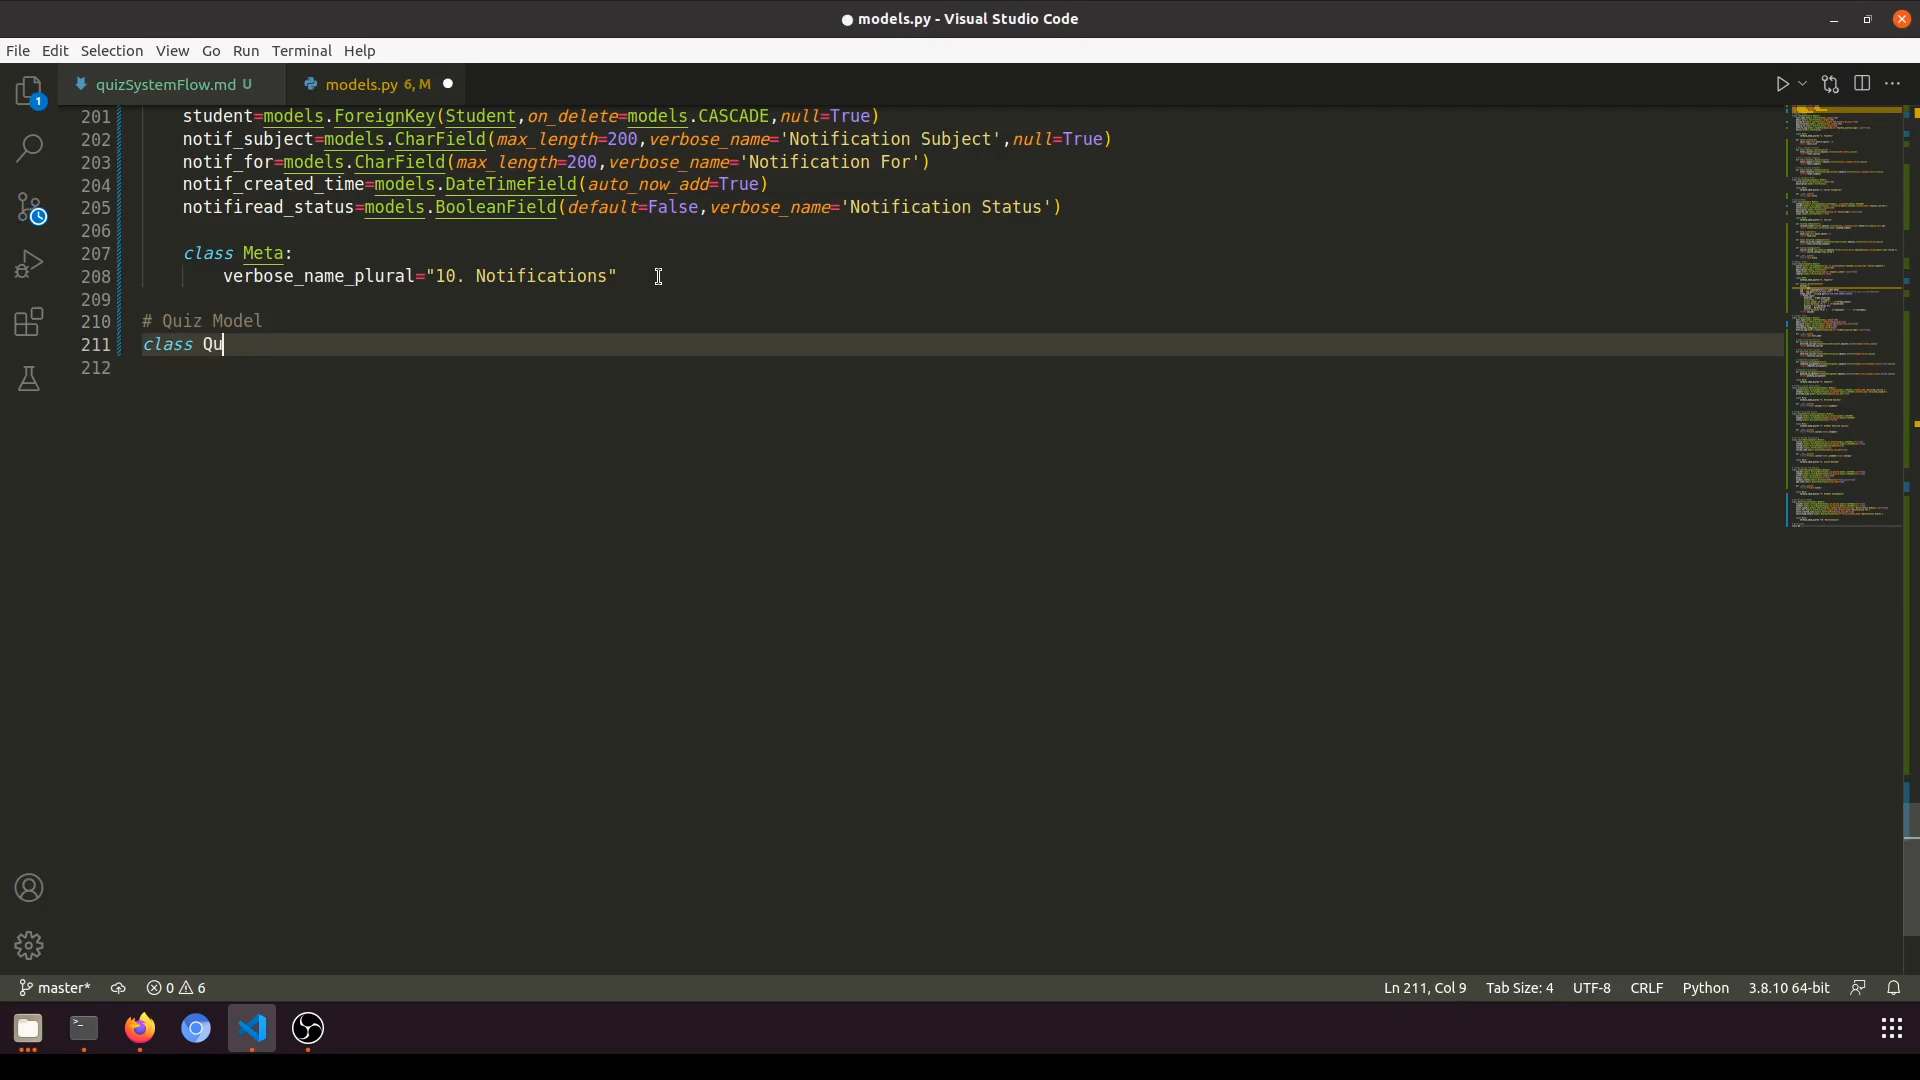 models.py - Visual Studio Code
File Edit Selection View Go Run Terminal Help
quizSystemFlow.md U models.py 6, M
1
201 student=models.ForeignKey(Student,on_delete=models.CASCADE,null=True)
202 notif_subject=models.CharField(max_length=200,verbose_name='Notification Subject',null=True)
203 notif_for=models.CharField(max_length=200,verbose_name='Notification For')
204 notif_created_time=models.DateTimeField(auto_now_add=True)
205 notifiread_status=models.BooleanField(default=False,verbose_name='Notification Status')
206
207 class Meta:
208 verbose_name_plural="10. Notifications"
209
210 # Quiz Model
211 class Qu
212
master* 0 6 Ln 211, Col 9 Tab Size: 4 UTF-8 CRLF Python 3.8.10 64-bit